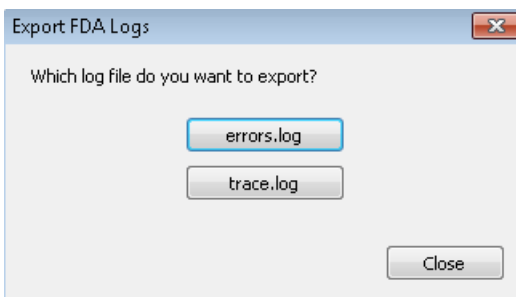 Export FDA Logs
Which log file do you want to export?
errors.log
trace.log
Close